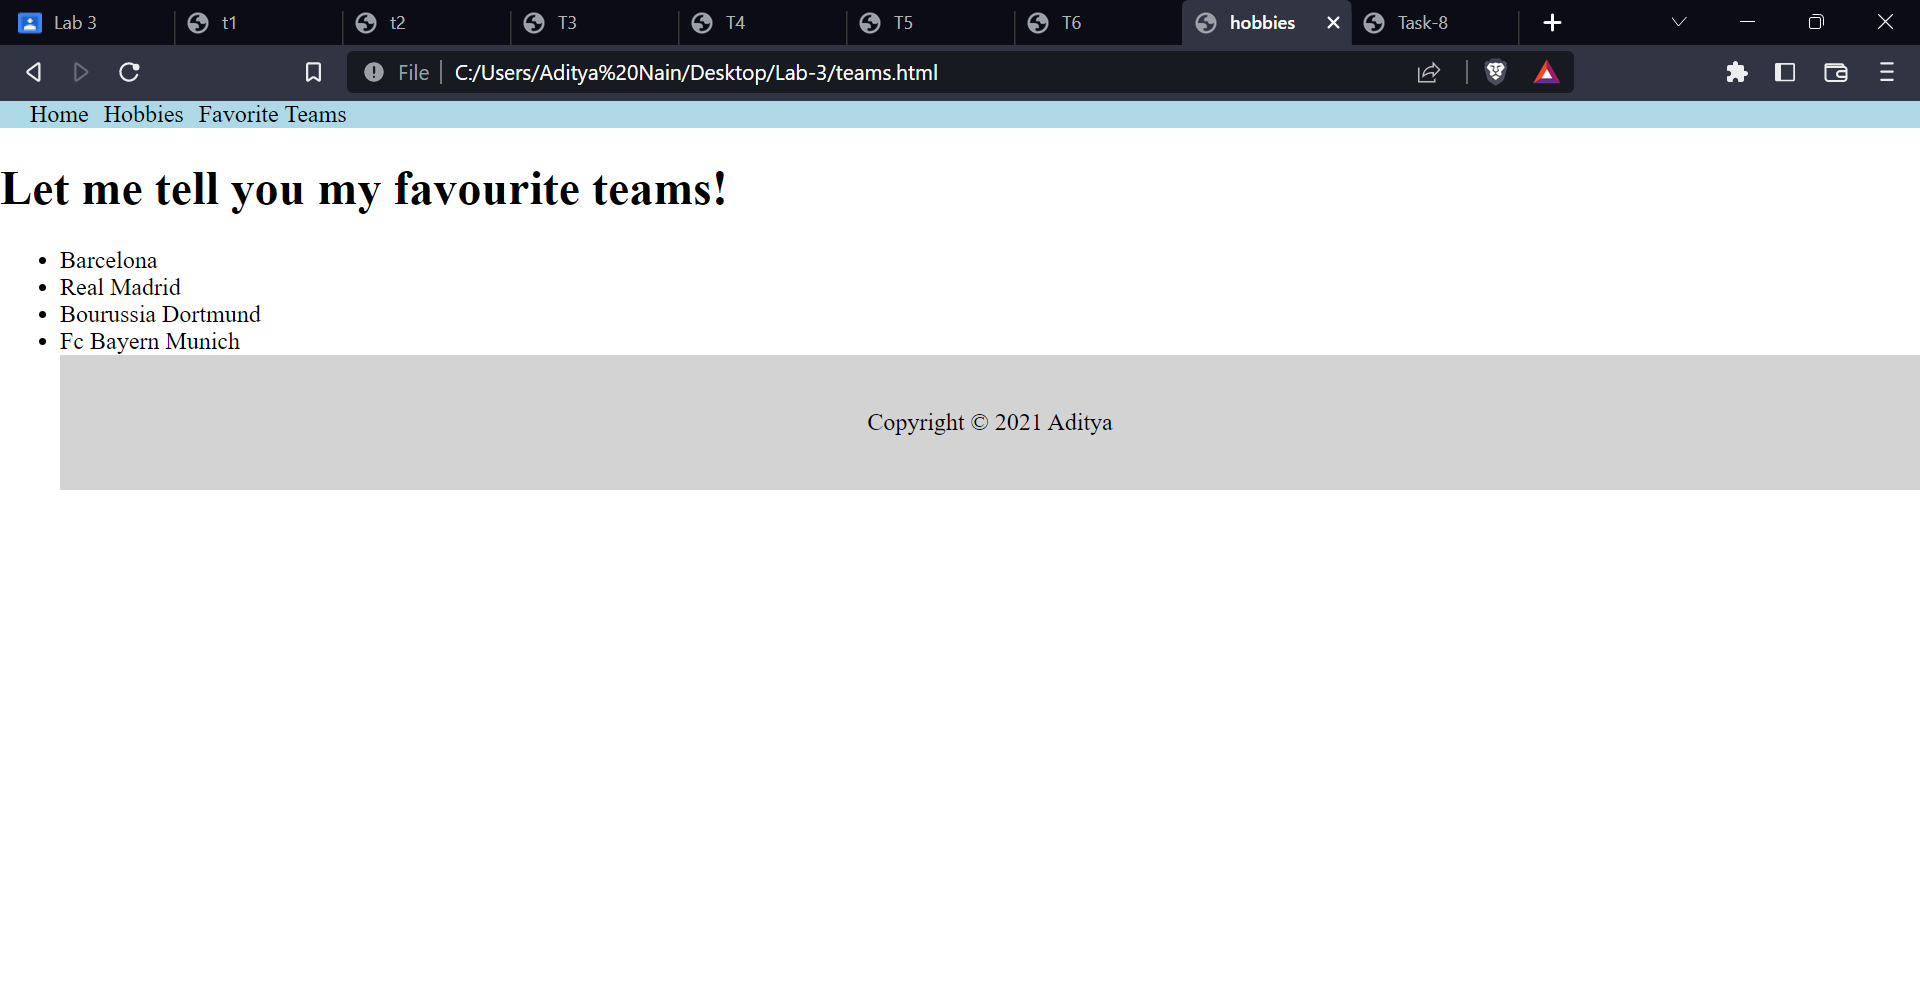 Lab 3 t1 t2 T3 T4 T5 T6 hobbies Task-8
File C:/Users/Aditya%20Nain/Desktop/Lab-3/teams.html
Home Hobbies Favorite Teams
Let me tell you my favourite teams!
Barcelona
Real Madrid
Bourussia Dortmund
Fc Bayern Munich
Copyright © 2021 Aditya